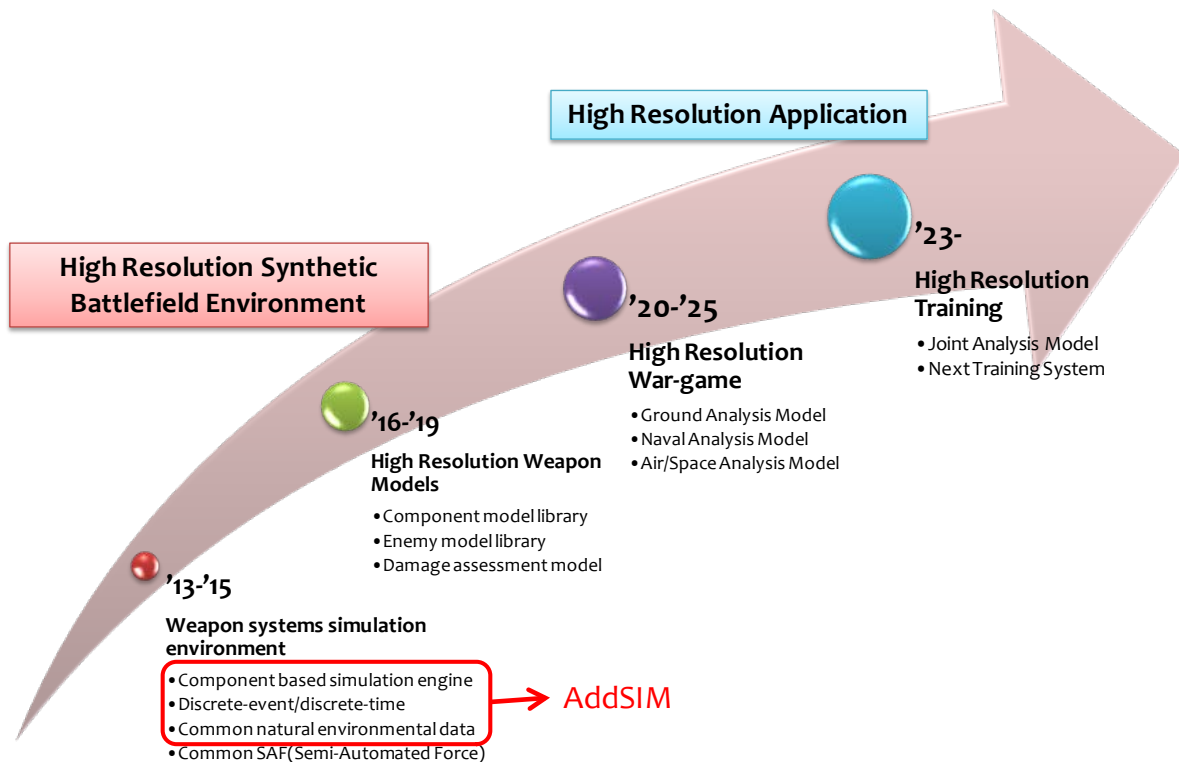 High Resolution Application
High Resolution Synthetic
Battlefield Environment
’23-
High Resolution
Training
•Joint Analysis Model
•Next Training System
’20-’25
High Resolution
War-game
•Ground Analysis Model
•Naval Analysis Model
•Air/Space Analysis Model
’16-’19
High Resolution Weapon
Models
•Component model library
•Enemy model library
•Damage assessment model
’13-’15
Weapon systems simulation
environment
•Component based simulation engine
•Discrete-event/discrete-time
•Common natural environmental data
•Common SAF(Semi-Automated Force)
AddSIM